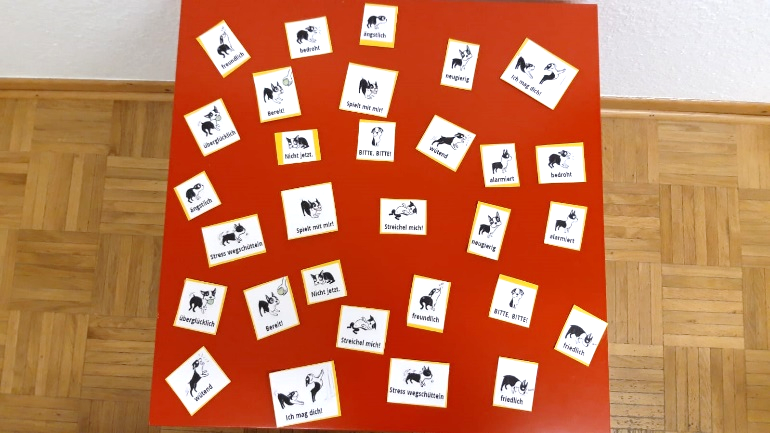 freundlich
bedroht
ängstlich
neugierig
Ich mag dich!
Bereit!
Spielt mit mir!
überglücklich
Nicht jetzt.
BITTE, BITTE!
wütend
alarmiert
bedroht
ängstlich
Spielt mit mir!
Streichel mich!
neugierig
alarmiert
Stress wegschütteln
überglücklich
Bereit!
Nicht jetzt.
Streichel mich!
freundlich
BITTE, BITTE!
friedlich
wütend
Ich mag dich!
Stress wegschütteln
friedlich